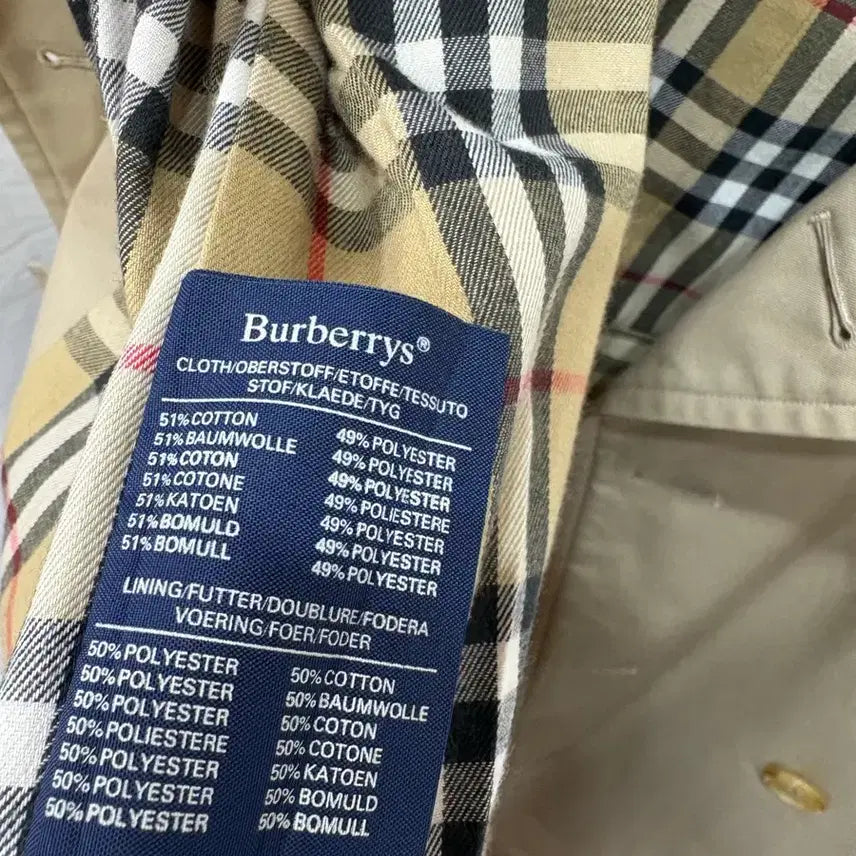 Burberrys®
CLOTH/OBERSTOFF/ETOFFE/TESSUTO
STOF/KLAEDE/TYG
51% COTTON 49% POLYESTER
51% BAUMWOLLE 49% POLYESTER
51% COTON 49% POLYESTER
51% COTONE 49% POLIESTERE
51% KATOEN 49% POLYESTER
51% BOMULD 49% POLYESTER
51% BOMULL 49% POLYESTER
LINING/FUTTER/DOUBLURE/FODERA
VOERING/FOER/FODER
50% POLYESTER 50% COTTON
50% POLYESTER 50% BAUMWOLLE
50% POLYESTER 50% COTON
50% POLIESTERE 50% COTONE
50% POLYESTER 50% KATOEN
50% POLYESTER 50% BOMULD
50% POLYESTER 50% BOMULL